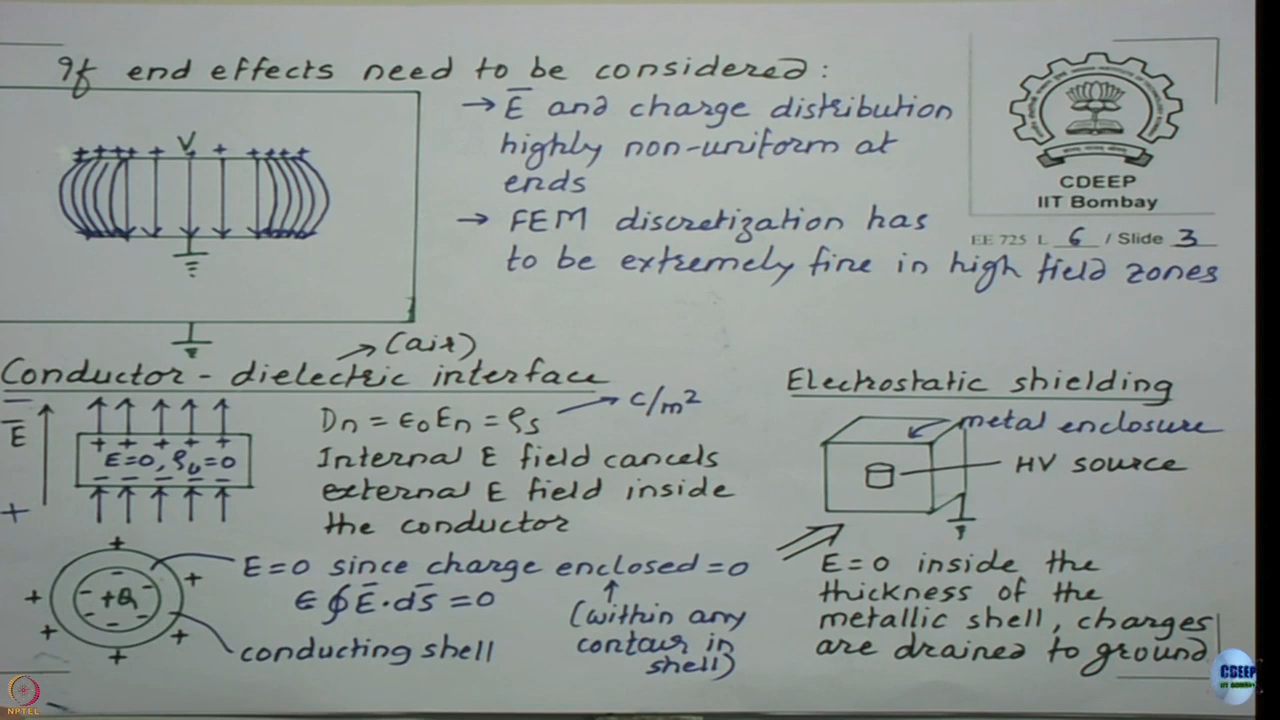 If end effects need to be considered:
V
→ E̅ and charge distribution
highly non-uniform at
ends
→ FEM discretization has
to be extremely fine in high field zones
CDEEP
IIT Bombay
EE 725 L 6 / Slide 3
(air)
Conductor - dielectric interface
E̅
E=0, ρv=0
Dn = ε0En = ρs → C/m²
Internal E field cancels
external E field inside
the conductor
+Q
E=0 since charge enclosed=0
ε∮E̅·ds̅ = 0
(within any
contour in
shell)
conducting shell
Electrostatic shielding
metal enclosure
HV source
E=0 inside the
thickness of the
metallic shell, charges
are drained to ground
NPTEL
CDEEP
IIT BOMBAY